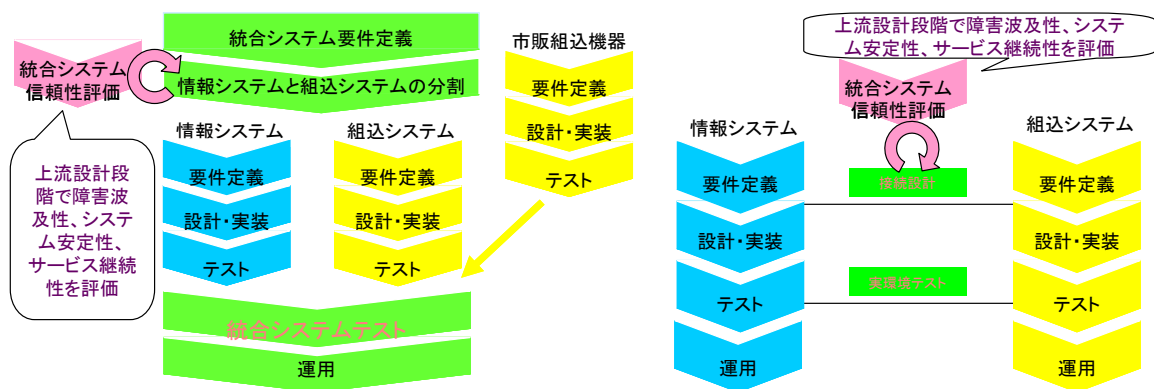 統合システム要件定義
統合システム
信頼性評価
情報システムと組込システムの分割
市販組込機器
要件定義
設計・実装
テスト
情報システム
要件定義
設計・実装
テスト
組込システム
要件定義
設計・実装
テスト
上流設計段
階で障害波
及性、システ
ム安定性、
サービス継続
性を評価
統合システムテスト
運用
上流設計段階で障害波及性、システ
ム安定性、サービス継続性を評価
統合システム
信頼性評価
情報システム
要件定義
設計・実装
テスト
運用
接続設計
実環境テスト
組込システム
要件定義
設計・実装
テスト
運用